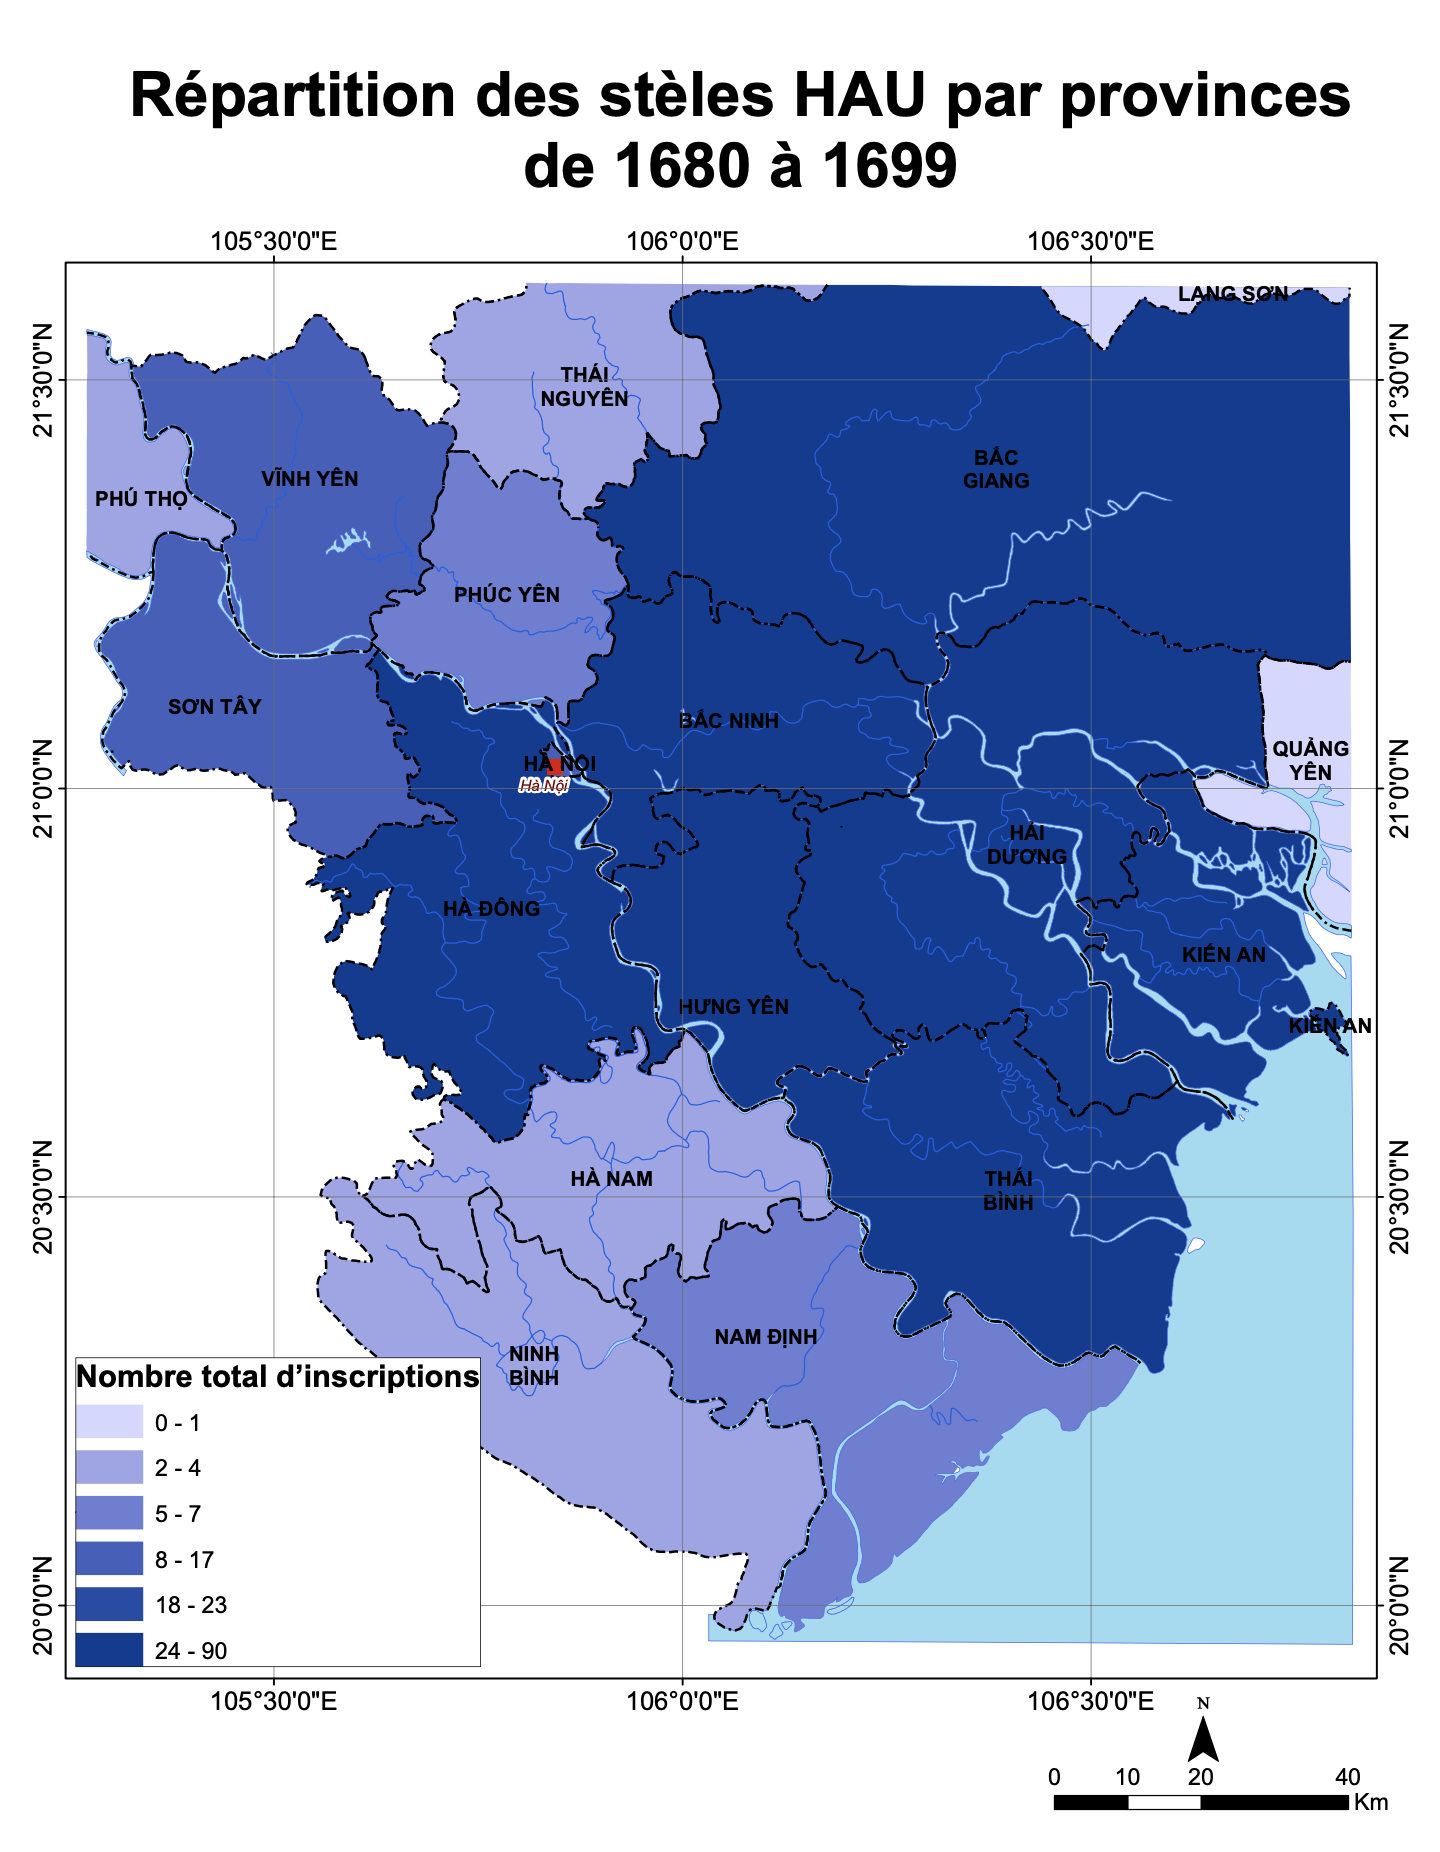 Répartition des stèles HAU par provinces
de 1680 à 1699
105°30'0"E
106°0'0"E
106°30'0"E
21°30'0"N
21°30'0"N
LANG SƠN
THÁI
NGUYÊN
BẮC
GIANG
VĨNH YÊN
PHÚ THỌ
PHÚC YÊN
SƠN TÂY
BẮC NINH
QUẢNG
YÊN
HÀ NỘI
Hà Nội
21°0'0"N
21°0'0"N
HẢI
DƯƠNG
HÀ ĐÔNG
KIẾN AN
HƯNG YÊN
KIẾN AN
HÀ NAM
THÁI
BÌNH
20°30'0"N
20°30'0"N
NAM ĐỊNH
NINH
BÌNH
Nombre total d’inscriptions
0 - 1
2 - 4
5 - 7
8 - 17
18 - 23
24 - 90
20°0'0"N
20°0'0"N
105°30'0"E
106°0'0"E
106°30'0"E
N
0 10 20 40
Km